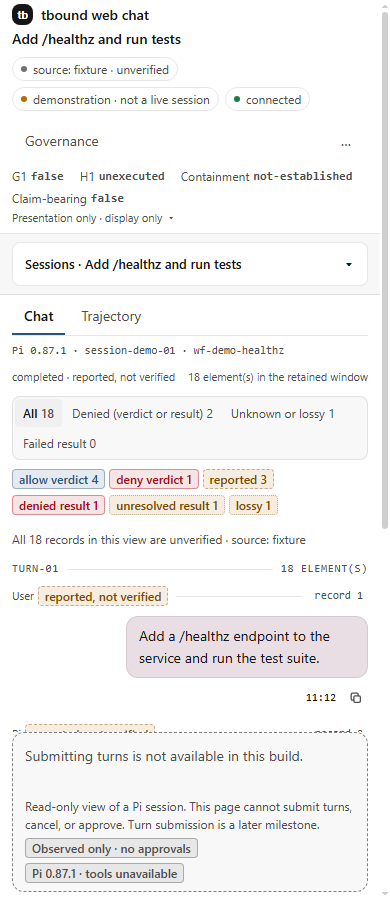 tb tbound web chat
Add /healthz and run tests
source: fixture · unverified
demonstration · not a live session
connected
Governance
...
G1 false H1 unexecuted Containment not-established
Claim-bearing false
Presentation only · display only
Sessions · Add /healthz and run tests
Chat Trajectory
Pi 0.87.1 · session-demo-01 · wf-demo-healthz
completed · reported, not verified 18 element(s) in the retained window
All 18 Denied (verdict or result) 2 Unknown or lossy 1
Failed result 0
allow verdict 4 deny verdict 1 reported 3
denied result 1 unresolved result 1 lossy 1
All 18 records in this view are unverified · source: fixture
TURN-01 18 ELEMENT(S)
User reported, not verified record 1
Add a /healthz endpoint to the
service and run the test suite.
11:12
Submitting turns is not available in this build.
Read-only view of a Pi session. This page cannot submit turns,
cancel, or approve. Turn submission is a later milestone.
Observed only · no approvals
Pi 0.87.1 · tools unavailable